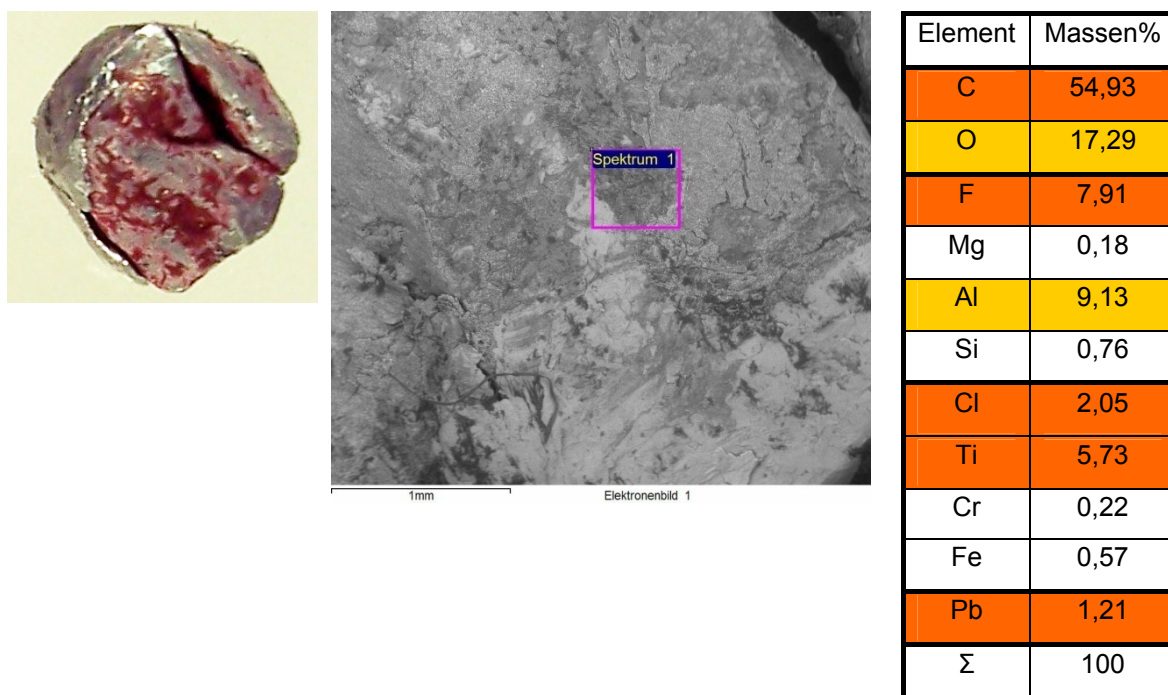 Spektrum 1
1mm
Elektronenbild 1
Element Massen%
C 54,93
O 17,29
F 7,91
Mg 0,18
Al 9,13
Si 0,76
Cl 2,05
Ti 5,73
Cr 0,22
Fe 0,57
Pb 1,21
Σ 100